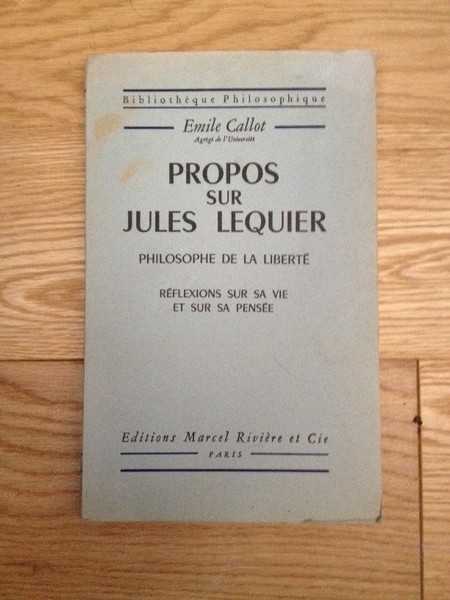 Bibliothèque Philosophique
Emile Callot
Agrégé de l'Université
PROPOS
SUR
JULES LEQUIER
PHILOSOPHE DE LA LIBERTÉ
RÉFLEXIONS SUR SA VIE
ET SUR SA PENSÉE
Editions Marcel Rivière et Cie
PARIS